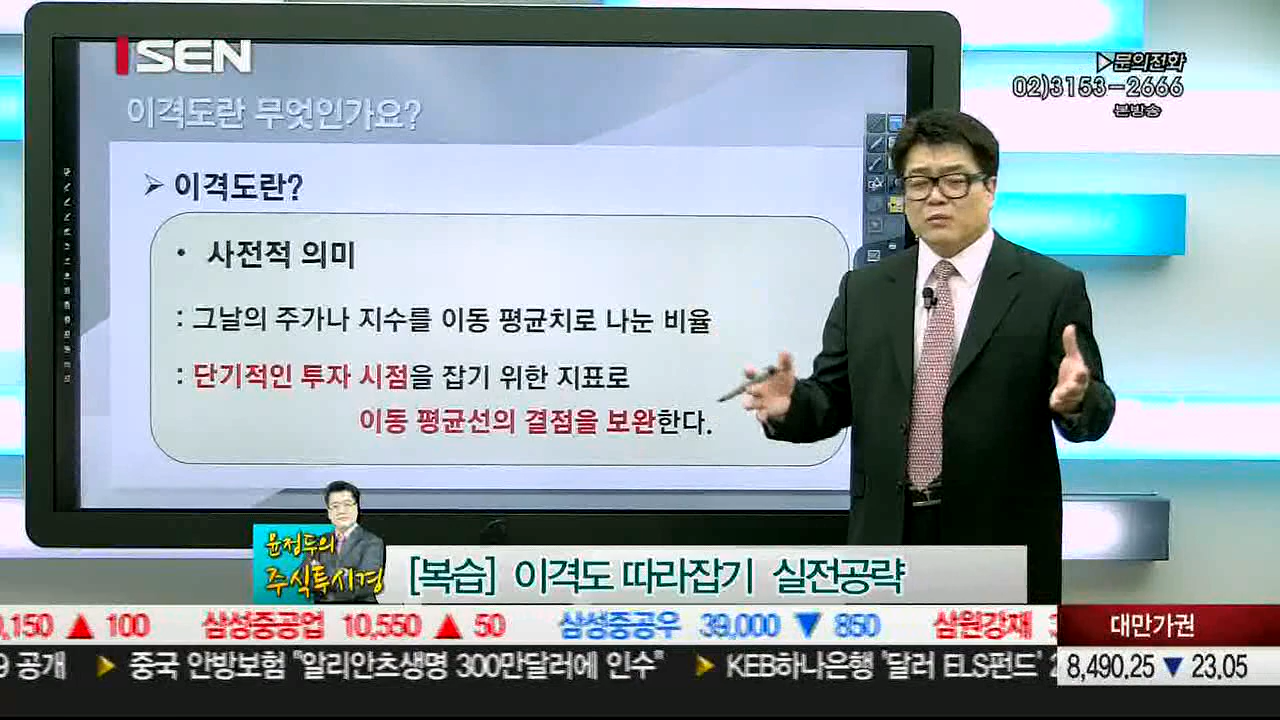 SEN
▶문의전화
02)3153-2666
본방송
이격도란 무엇인가요?
➢ 이격도란?
• 사전적 의미
: 그날의 주가나 지수를 이동 평균치로 나눈 비율
: 단기적인 투자 시점을 잡기 위한 지표로
이동 평균선의 결점을 보완한다.
윤정두의
주식투시경
[복습] 이격도 따라잡기 실전공략
,150 ▲ 100 삼성중공업 10,550 ▲ 50 삼성중공우 39,000 ▼ 850 삼원강재
대만가권
9 공개 ▶ 중국 안방보험 "알리안츠생명 300만달러에 인수" ▶ KEB하나은행 '달러 ELS펀드'
8,490.25 ▼ 23.05